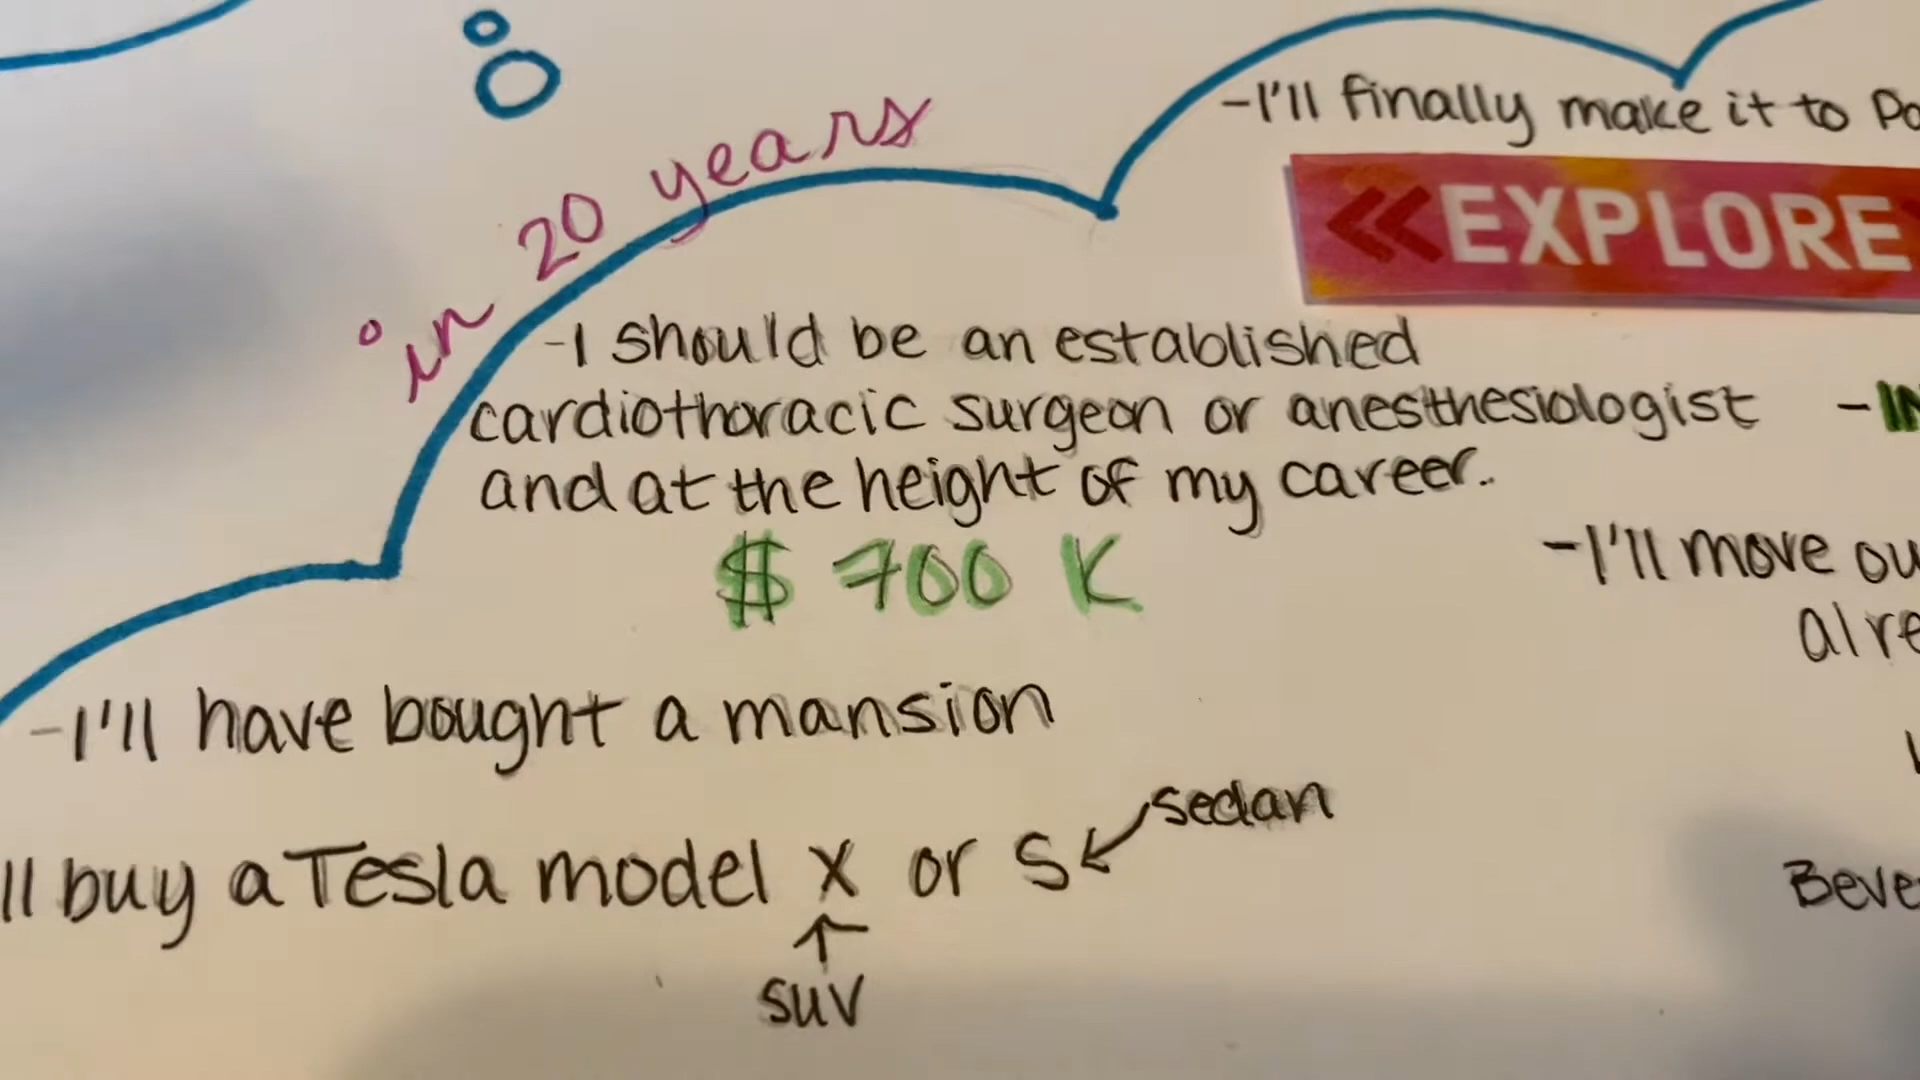 in 20 years
-I'll finally make it to
EXPLORE
-I should be an established
cardiothoracic surgeon or anesthesiologist
and at the height of my career.
$ 700 K
-I'll move
-I'll have bought a mansion
sedan
buy a Tesla model X or S
suv